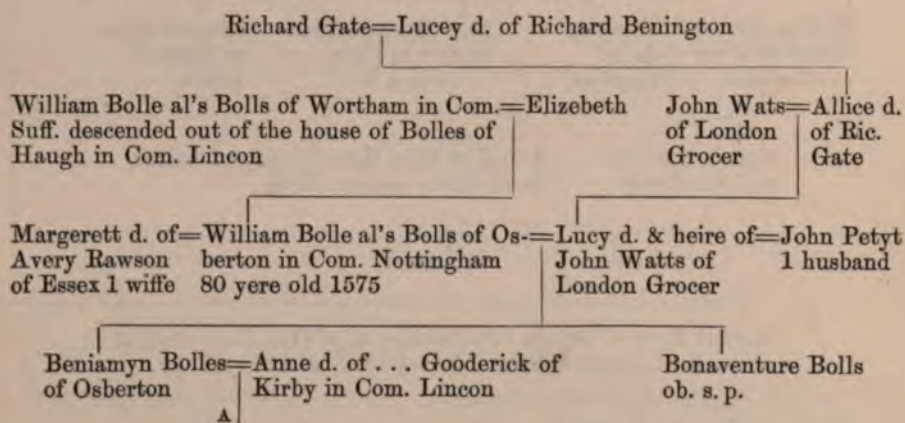 Richard Gate=Lucey d. of Richard Benington
William Bolle al's Bolls of Wortham in Com.=Elizebeth
Suff. descended out of the house of Bolles of
Haugh in Com. Lincon
John Wats=Allice d.
of London of Ric.
Grocer Gate
Margerett d. of=William Bolle al's Bolls of Os-=Lucy d. & heire of=John Petyt
Avery Rawson berton in Com. Nottingham John Watts of 1 husband
of Essex 1 wiffe 80 yere old 1575 London Grocer
Beniamyn Bolles=Anne d. of ... Gooderick of
of Osberton Kirby in Com. Lincon
Bonaventure Bolls
ob. s. p.
A